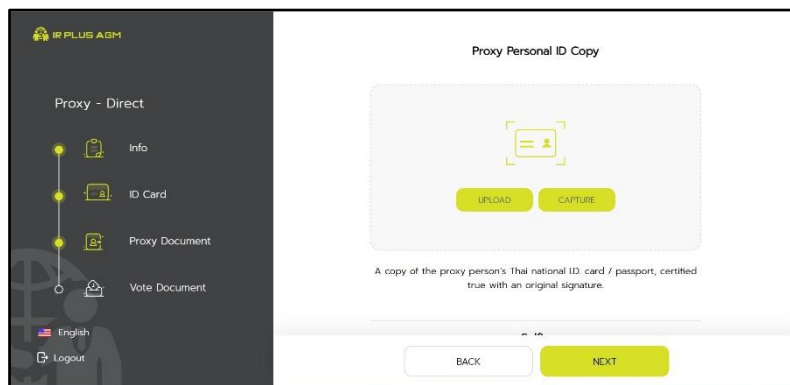 IR PLUS AGM
Proxy - Direct
Info
ID Card
Proxy Document
Vote Document
English
Logout
Proxy Personal ID Copy
UPLOAD
CAPTURE
A copy of the proxy person's Thai national I.D. card / passport, certified
true with an original signature.
BACK
NEXT